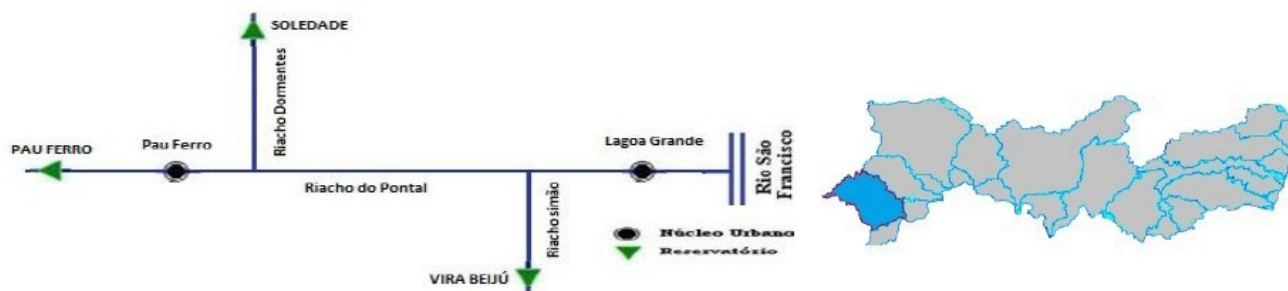 SOLEDADE
Riacho Dormentes
PAU FERRO
Pau Ferro
Lagoa Grande
Rio São
Francisco
Riacho do Pontal
Riacho simão
VIRA BEIJÚ
Núcleo Urbano
Reservatório